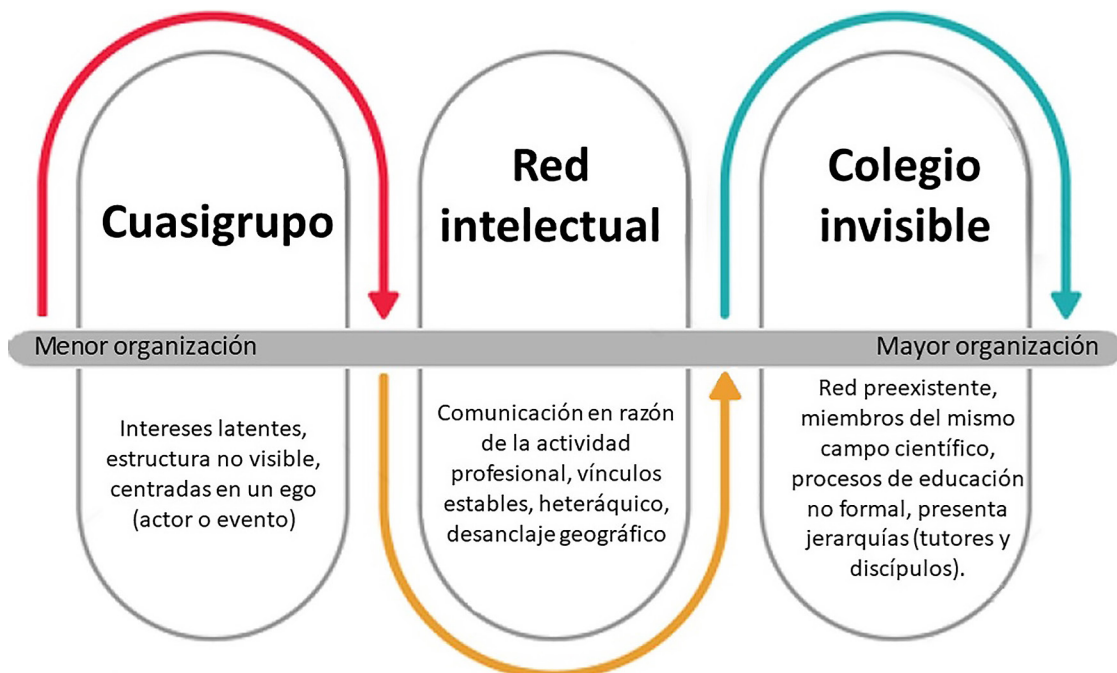 Cuasigrupo
Red
intelectual
Colegio
invisible
Menor organización
Mayor organización
Intereses latentes,
estructura no visible,
centradas en un ego
(actor o evento)
Comunicación en razón
de la actividad
profesional, vínculos
estables, heteráquico,
desanclaje geográfico
Red preexistente,
miembros del mismo
campo científico,
procesos de educación
no formal, presenta
jerarquías (tutores y
discípulos).